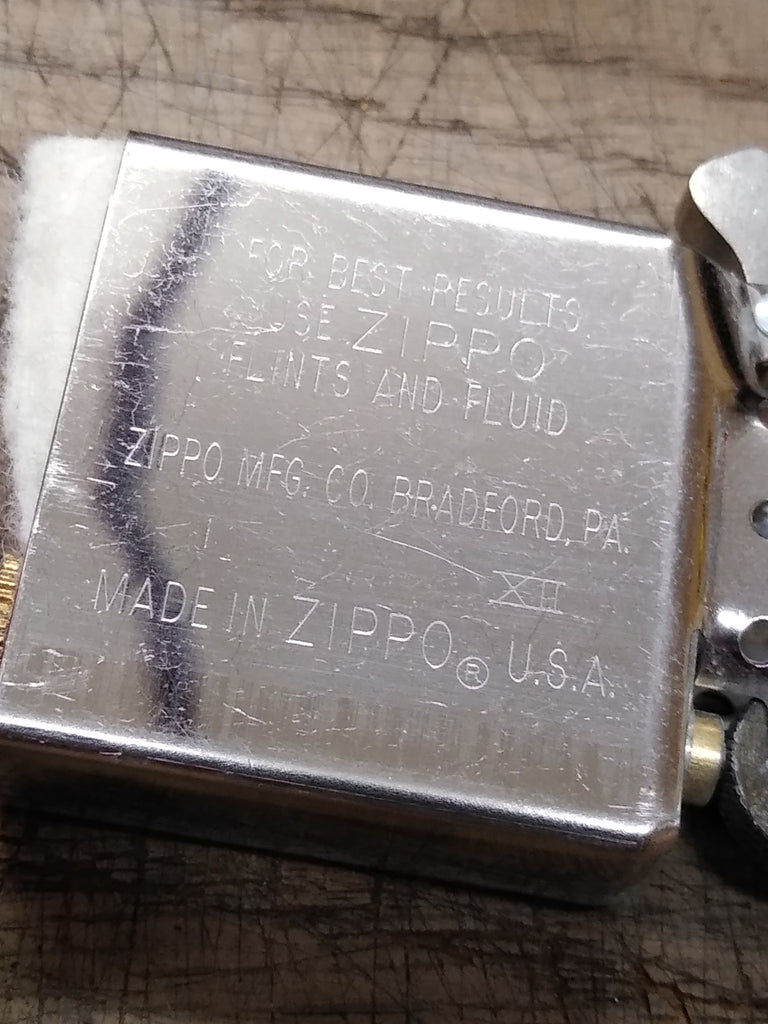 FOR BEST RESULTS
USE ZIPPO
FLINTS AND FLUID
ZIPPO MFG. CO. BRADFORD, PA.
XII
MADE IN ZIPPO® U.S.A.